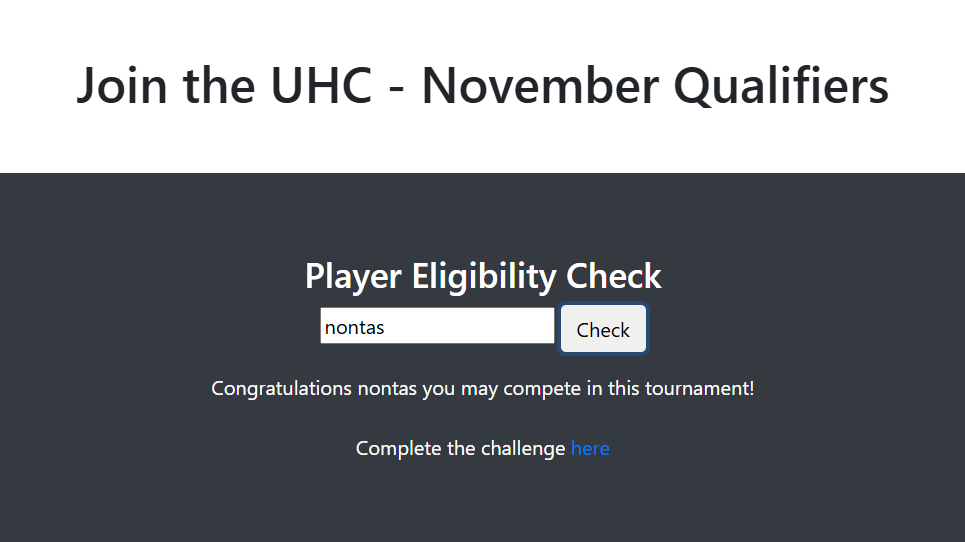 Join the UHC - November Qualifiers
Player Eligibility Check
nontas Check
Congratulations nontas you may compete in this tournament!
Complete the challenge here